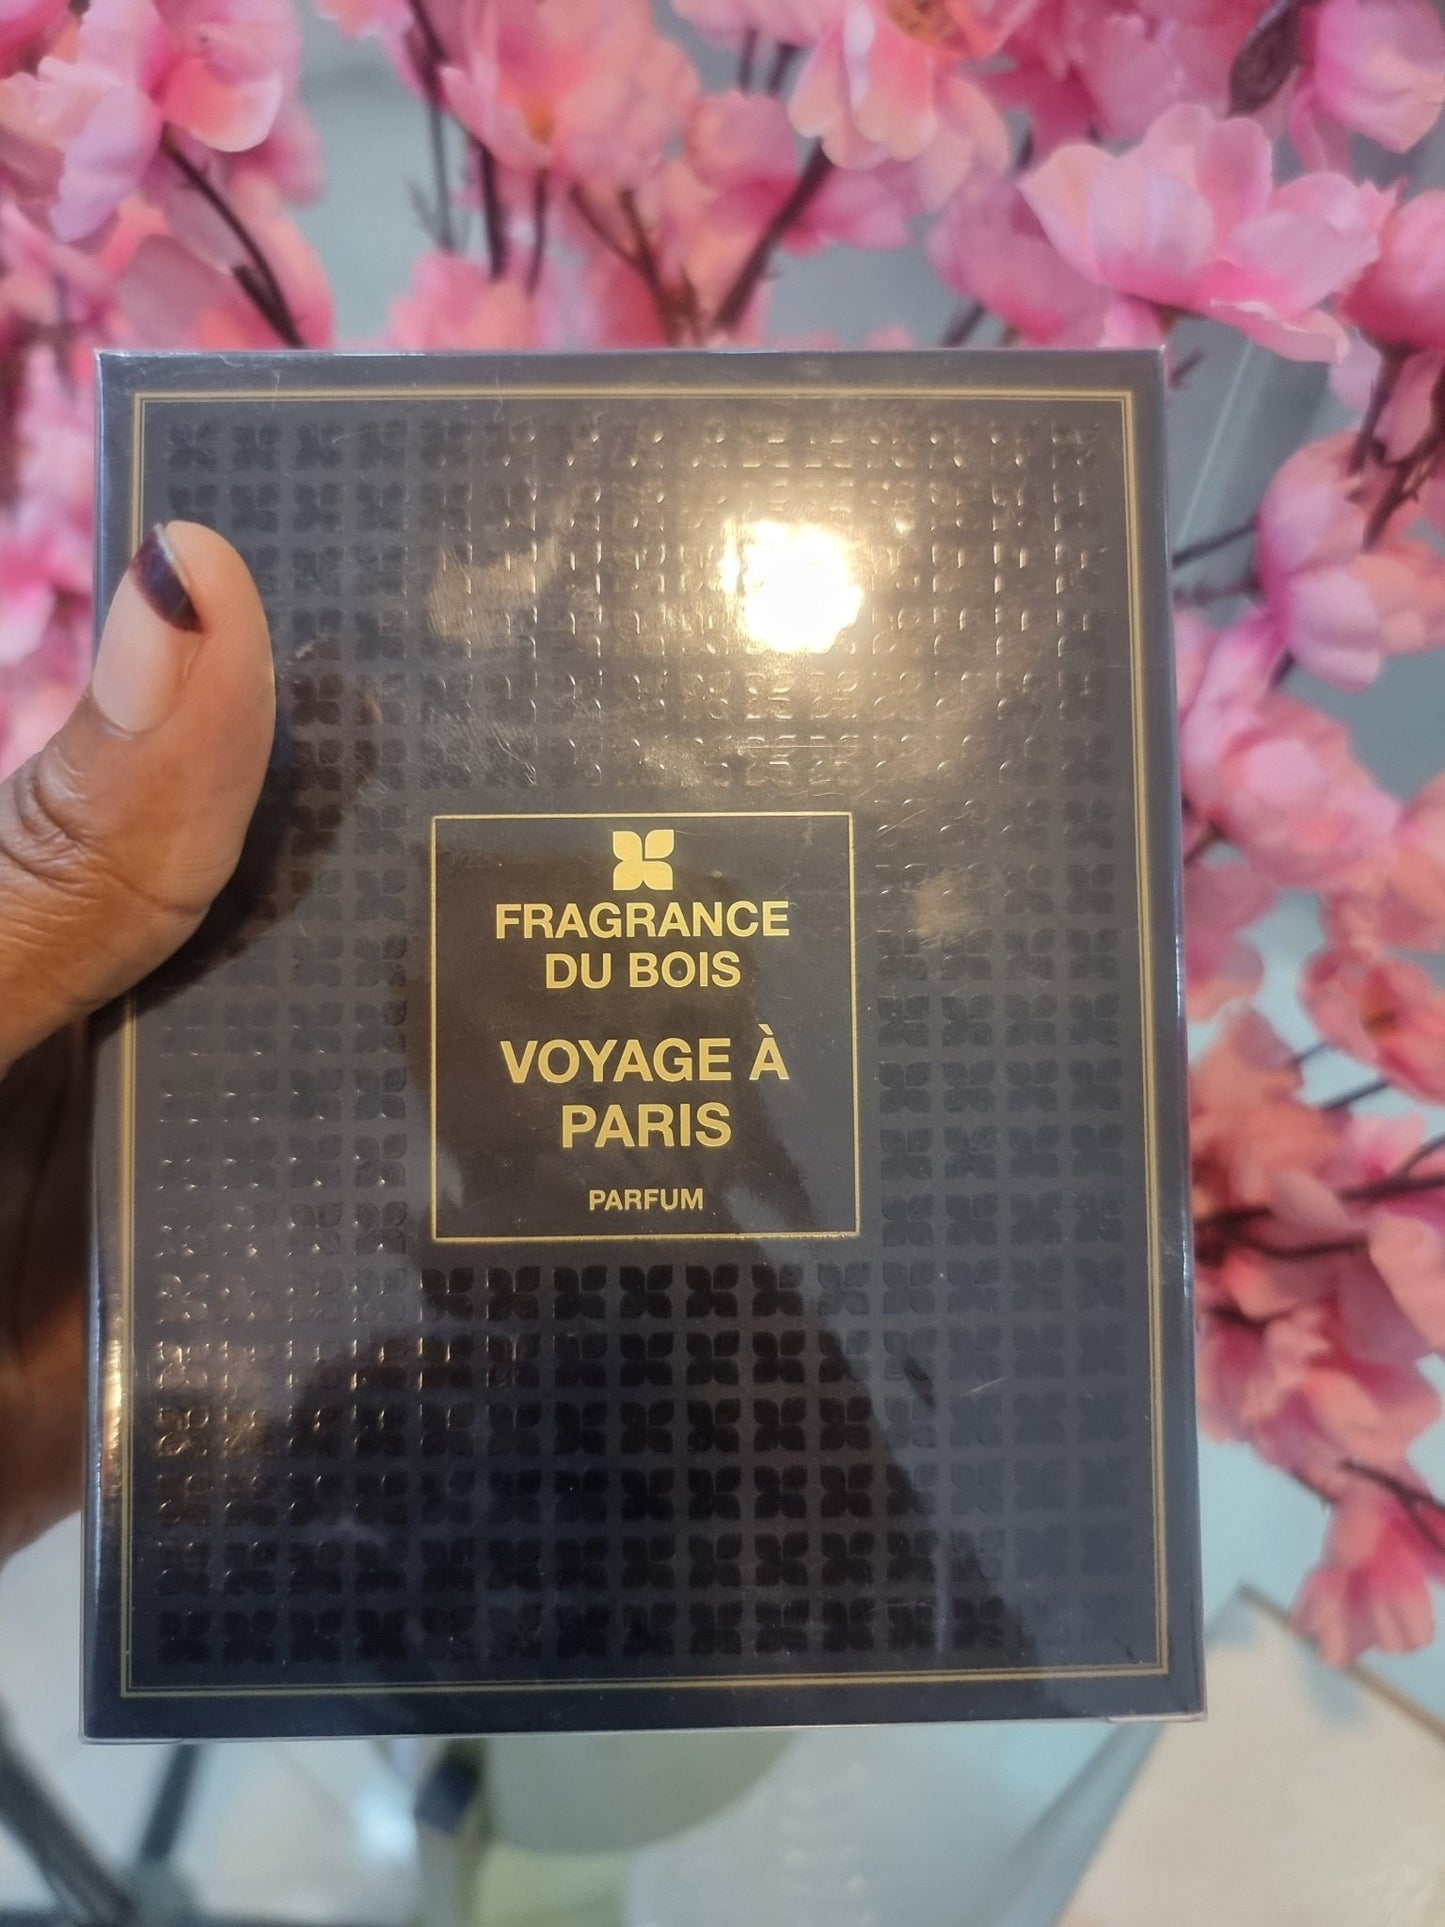 FRAGRANCE
DU BOIS
VOYAGE À
PARIS
PARFUM